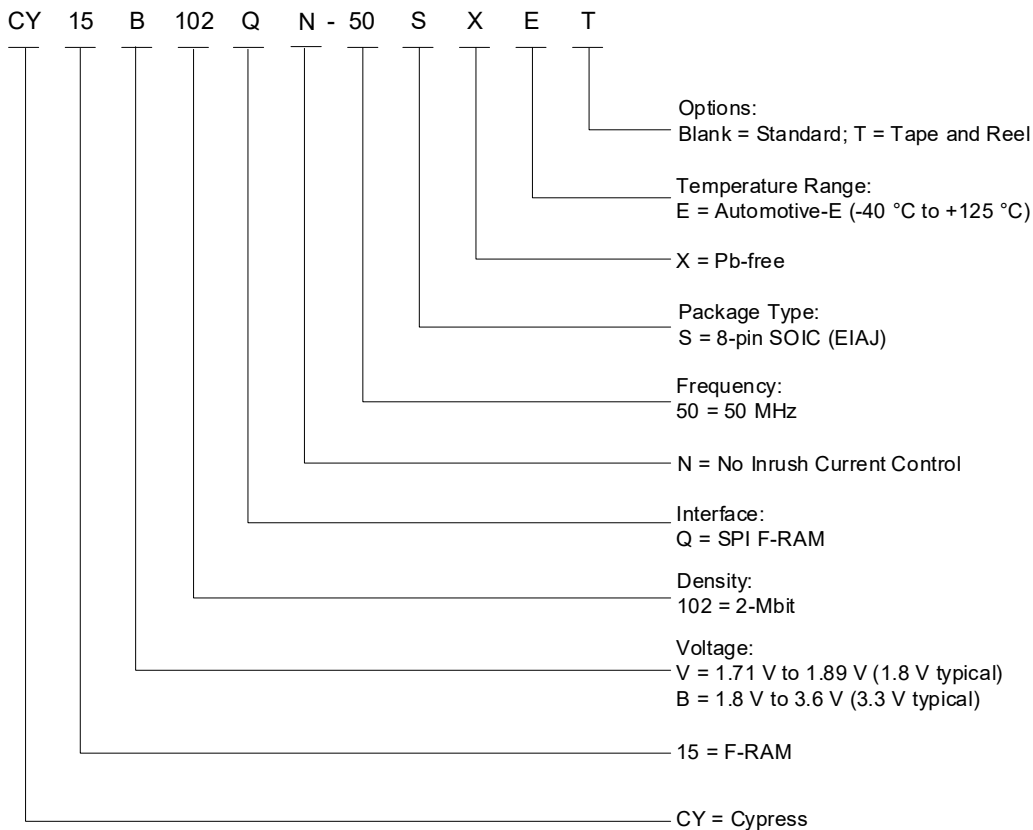 CY 15 B 102 Q N - 50 S X E T
Options:
Blank = Standard; T = Tape and Reel
Temperature Range:
E = Automotive-E (-40 °C to +125 °C)
X = Pb-free
Package Type:
S = 8-pin SOIC (EIAJ)
Frequency:
50 = 50 MHz
N = No Inrush Current Control
Interface:
Q = SPI F-RAM
Density:
102 = 2-Mbit
Voltage:
V = 1.71 V to 1.89 V (1.8 V typical)
B = 1.8 V to 3.6 V (3.3 V typical)
15 = F-RAM
CY = Cypress